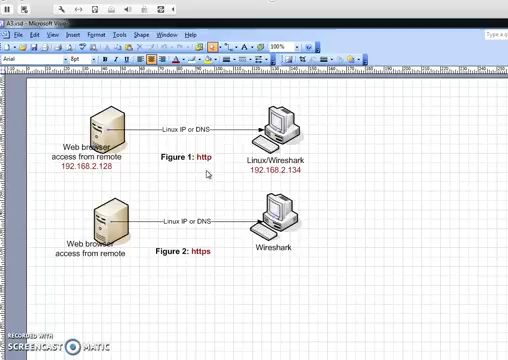 A3.vsd - Microsoft Visio
File Edit View Insert Format Tools Shape Window Help
100%
Arial 8pt
Linux IP or DNS
Web browser
access from remote
192.168.2.128
Figure 1: http
Linux/Wireshark
192.168.2.134
Linux IP or DNS
Web browser
access from remote
Figure 2: https
Wireshark
RECORDED WITH
SCREENCAST MATIC